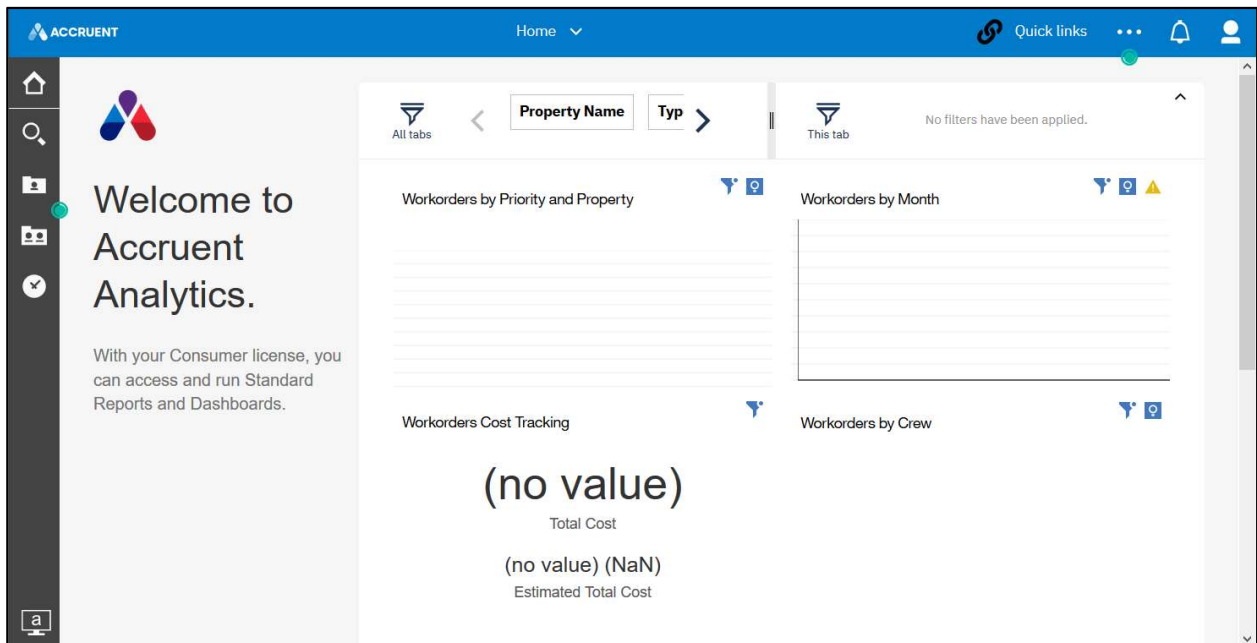 ACCRUENT
Home
Quick links
Welcome to
Accruent
Analytics.
With your Consumer license, you
can access and run Standard
Reports and Dashboards.
All tabs
Property Name
Typ
This tab
No filters have been applied.
Workorders by Priority and Property
Workorders by Month
Workorders Cost Tracking
(no value)
Total Cost
(no value) (NaN)
Estimated Total Cost
Workorders by Crew
a